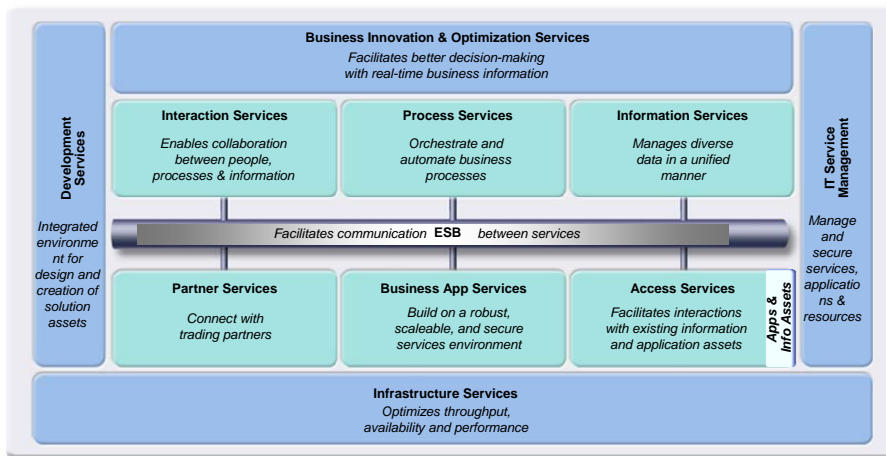 Business Innovation & Optimization Services
Facilitates better decision-making
with real-time business information
Development
Services
Integrated
environme
nt for
design and
creation of
solution
assets
Interaction Services
Enables collaboration
between people,
processes & information
Process Services
Orchestrate and
automate business
processes
Information Services
Manages diverse
data in a unified
manner
IT Service
Management
Manage
and
secure
services,
applicatio
ns &
resources
Facilitates communication ESB between services
Partner Services
Connect with
trading partners
Business App Services
Build on a robust,
scaleable, and secure
services environment
Access Services
Facilitates interactions
with existing information
and application assets
Apps &
Info Assets
Infrastructure Services
Optimizes throughput,
availability and performance